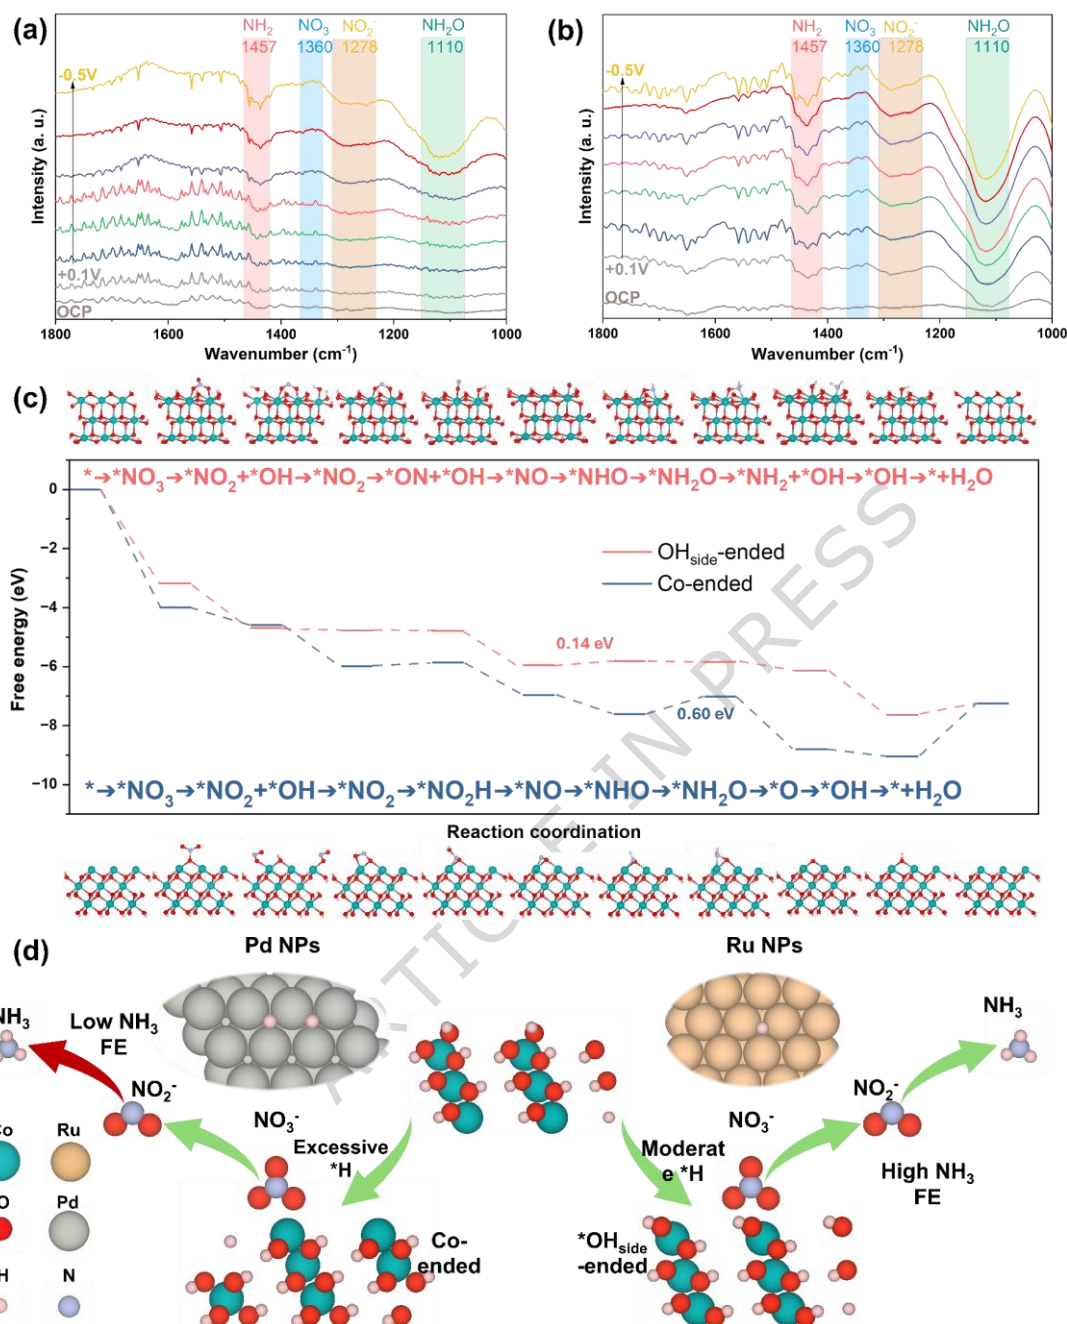 (a)
NH₂
NO₃
NO₂⁻
NH₂O
1457
1360
1278
1110
-0.5V
+0.1V
OCP
Intensity (a. u.)
1800
1600
1400
1200
1000
Wavenumber (cm⁻¹)
(b)
NH₂
NO₃
NO₂⁻
NH₂O
1457
1360
1278
1110
-0.5V
+0.1V
OCP
Intensity (a. u.)
1800
1600
1400
1200
1000
Wavenumber (cm⁻¹)
(c)
*→*NO₃→*NO₂+*OH→*NO₂→*ON+*OH→*NO→*NHO→*NH₂O→*NH₂+*OH→*OH→*+H₂O
0
−2
−4
−6
−8
−10
Free energy (eV)
OHside-ended
Co-ended
0.14 eV
0.60 eV
*→*NO₃→*NO₂+*OH→*NO₂→*NO₂H→*NO→*NHO→*NH₂O→*O→*OH→*+H₂O
Reaction coordination
ARTICLE IN PRESS
(d)
Pd NPs
Ru NPs
NH₃
Low NH₃
FE
NO₂⁻
NO₃⁻
Excessive
*H
Co-
ended
Moderat
e *H
NO₃⁻
NO₂⁻
NH₃
High NH₃
FE
*OHside
-ended
Co
Ru
O
Pd
H
N